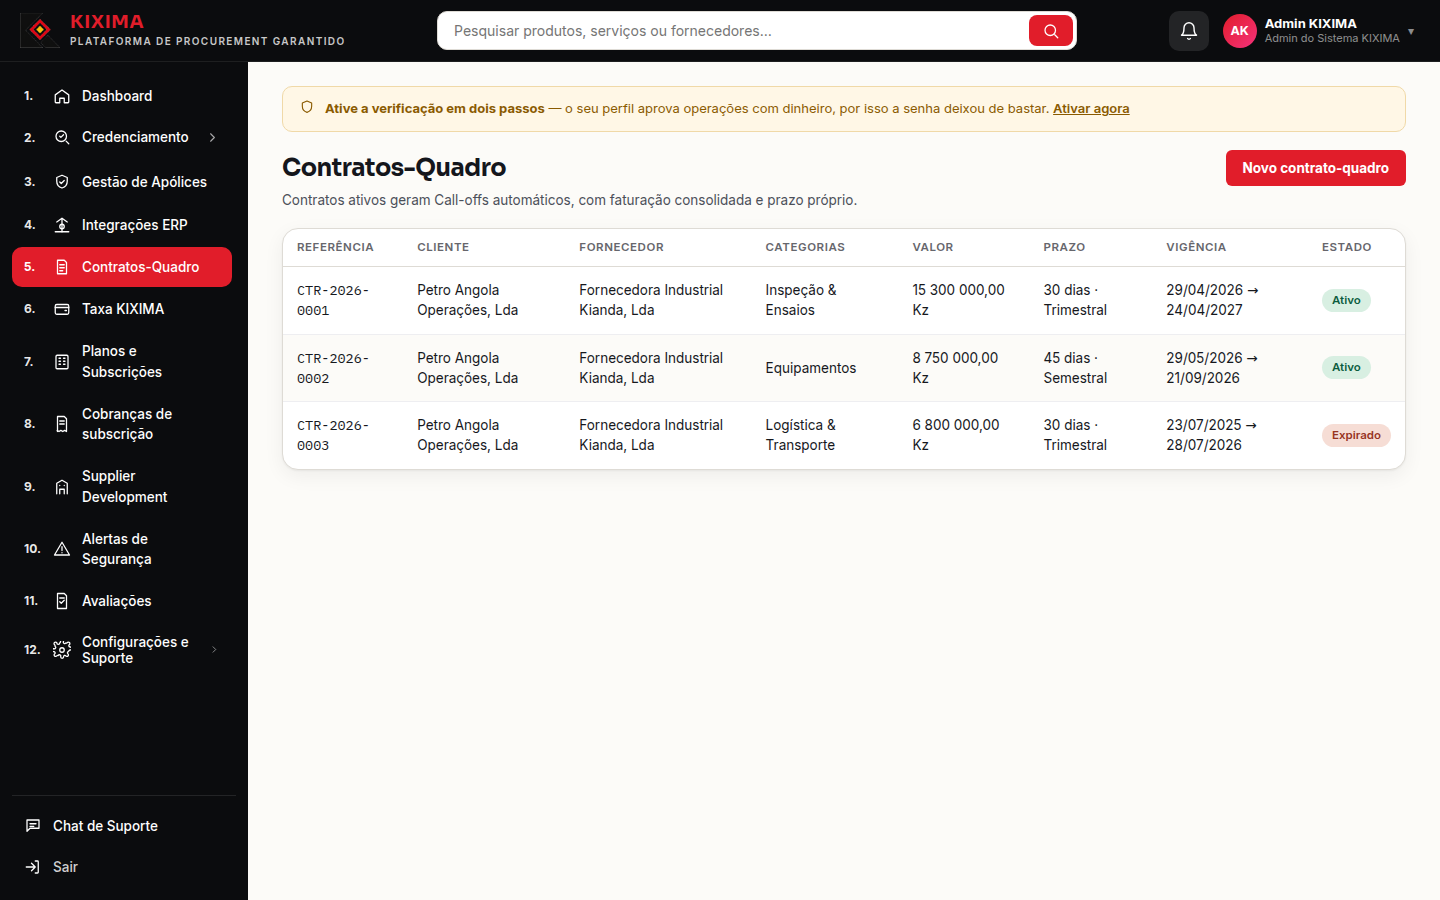 KIXIMA
PLATAFORMA DE PROCUREMENT GARANTIDO
Pesquisar produtos, serviços ou fornecedores...
AK
Admin KIXIMA
Admin do Sistema KIXIMA
1. Dashboard
2. Credenciamento
3. Gestão de Apólices
4. Integrações ERP
5. Contratos-Quadro
6. Taxa KIXIMA
7. Planos e
Subscrições
8. Cobranças de
subscrição
9. Supplier
Development
10. Alertas de
Segurança
11. Avaliações
12. Configurações e
Suporte
Chat de Suporte
Sair
Ative a verificação em dois passos — o seu perfil aprova operações com dinheiro, por isso a senha deixou de bastar. Ativar agora
Contratos-Quadro
Novo contrato-quadro
Contratos ativos geram Call-offs automáticos, com faturação consolidada e prazo próprio.
REFERÊNCIA CLIENTE FORNECEDOR CATEGORIAS VALOR PRAZO VIGÊNCIA ESTADO
CTR-2026- Petro Angola Fornecedora Industrial Inspeção & 15 300 000,00 30 dias · 29/04/2026 → Ativo
0001 Operações, Lda Kianda, Lda Ensaios Kz Trimestral 24/04/2027
CTR-2026- Petro Angola Fornecedora Industrial Equipamentos 8 750 000,00 45 dias · 29/05/2026 → Ativo
0002 Operações, Lda Kianda, Lda Kz Semestral 21/09/2026
CTR-2026- Petro Angola Fornecedora Industrial Logística & 6 800 000,00 30 dias · 23/07/2025 → Expirado
0003 Operações, Lda Kianda, Lda Transporte Kz Trimestral 28/07/2026